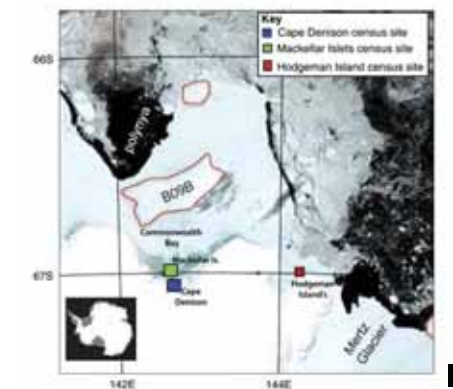 Key
Cape Denison census site
Mackellar Islets census site
Hodgeman Island census site
66S
polynya
B09B
Commonwealth
Bay
Mackellar Is.
67S
Cape
Denison
Hodgeman
Island's
Mertz
Glacier
142E
144E